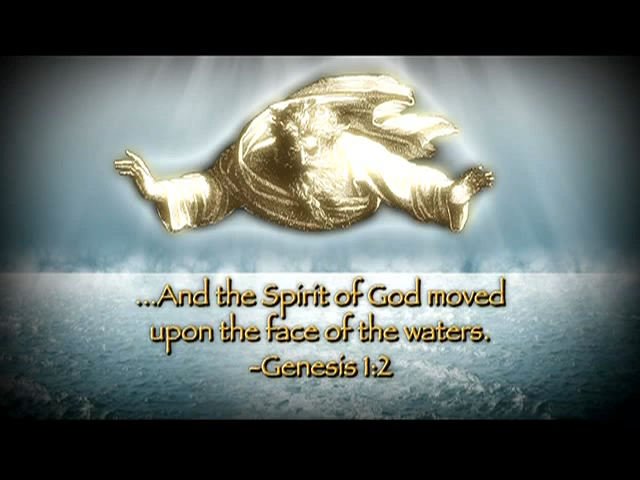 ...And the Spirit of God moved
upon the face of the waters.
-Genesis 1:2